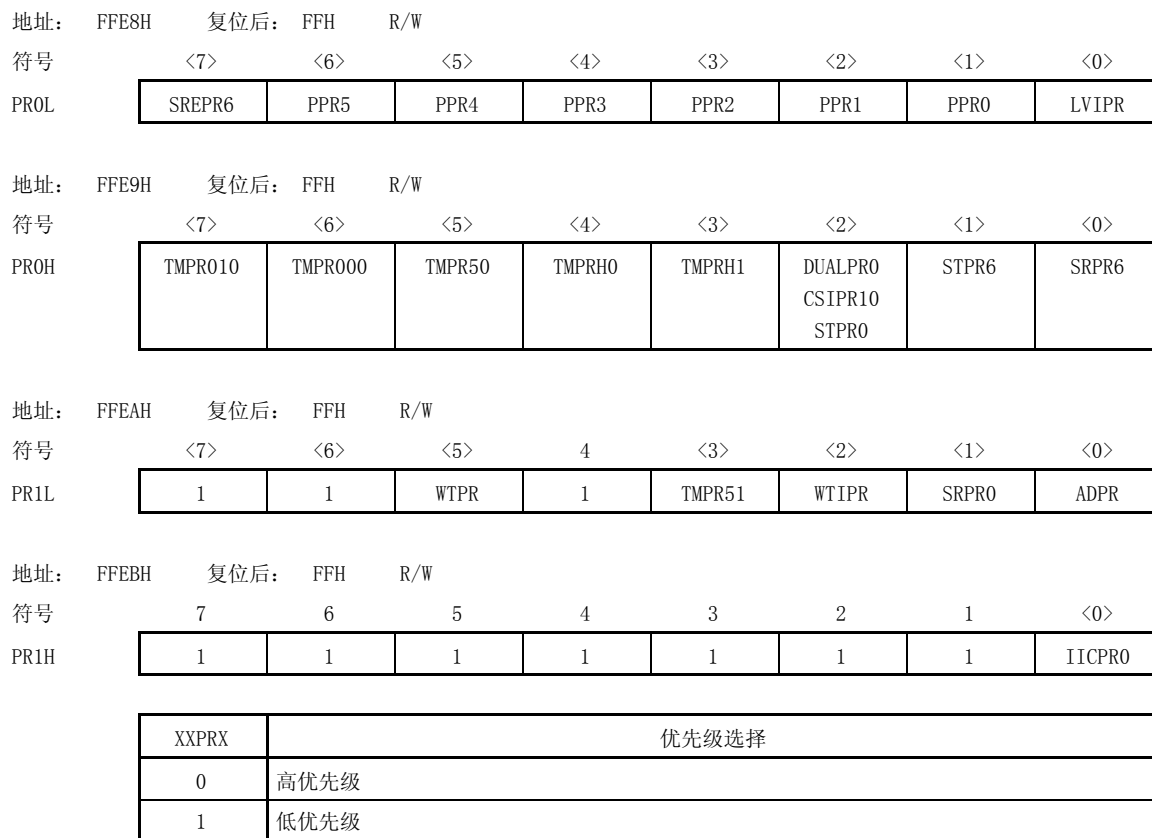 地址： FFE8H 复位后： FFH R/W
符号 <7> <6> <5> <4> <3> <2> <1> <0>
PR0L SREPR6 PPR5 PPR4 PPR3 PPR2 PPR1 PPR0 LVIPR
地址： FFE9H 复位后： FFH R/W
符号 <7> <6> <5> <4> <3> <2> <1> <0>
PR0H TMPR010 TMPR000 TMPR50 TMPRH0 TMPRH1 DUALPR0 STPR6 SRPR6
CSIPR10
STPR0
地址： FFEAH 复位后： FFH R/W
符号 <7> <6> <5> 4 <3> <2> <1> <0>
PR1L 1 1 WTPR 1 TMPR51 WTIPR SRPR0 ADPR
地址： FFEBH 复位后： FFH R/W
符号 7 6 5 4 3 2 1 <0>
PR1H 1 1 1 1 1 1 1 IICPR0
XXPRX 优先级选择
0 高优先级
1 低优先级